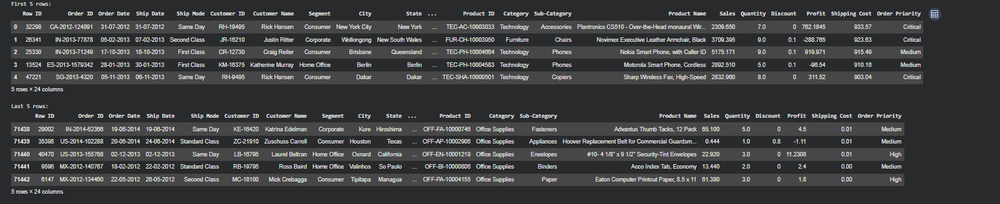 First 5 rows:
Row ID Order ID Order Date Ship Date Ship Mode Customer ID Customer Name Segment City State ... Product ID Category Sub-Category Product Name Sales Quantity Discount Profit Shipping Cost Order Priority
0 32298 CA-2012-124891 31-07-2012 31-07-2012 Same Day RH-19495 Rick Hansen Consumer New York City New York ... TEC-AC-10003033 Technology Accessories Plantronics CS510 - Over-the-Head monaural Wir... 2309.650 7.0 0 762.1845 933.57 Critical
1 26341 IN-2013-77878 05-02-2013 07-02-2013 Second Class JR-16210 Justin Ritter Corporate Wollongong New South Wales ... FUR-CH-10003950 Furniture Chairs Novimex Executive Leather Armchair, Black 3709.395 9.0 0.1 -288.765 923.63 Critical
2 25330 IN-2013-71249 17-10-2013 18-10-2013 First Class CR-12730 Craig Reiter Consumer Brisbane Queensland ... TEC-PH-10004664 Technology Phones Nokia Smart Phone, with Caller ID 5175.171 9.0 0.1 919.971 915.49 Medium
3 13524 ES-2013-1579342 28-01-2013 30-01-2013 First Class KM-16375 Katherine Murray Home Office Berlin Berlin ... TEC-PH-10004583 Technology Phones Motorola Smart Phone, Cordless 2892.510 5.0 0.1 -96.54 910.16 Medium
4 47221 SG-2013-4320 05-11-2013 06-11-2013 Same Day RH-9495 Rick Hansen Consumer Dakar Dakar ... TEC-SHA-10000501 Technology Copiers Sharp Wireless Fax, High-Speed 2832.960 8.0 0 311.52 903.04 Critical
5 rows × 24 columns
Last 5 rows:
Row ID Order ID Order Date Ship Date Ship Mode Customer ID Customer Name Segment City State ... Product ID Category Sub-Category Product Name Sales Quantity Discount Profit Shipping Cost Order Priority
71438 29002 IN-2014-62366 19-06-2014 19-06-2014 Same Day KE-16420 Katrina Edelman Corporate Kure Hiroshima ... OFF-FA-10000746 Office Supplies Fasteners Advantus Thumb Tacks, 12 Pack 65.100 5.0 0 4.5 0.01 Medium
71439 35398 US-2014-102288 20-06-2014 24-06-2014 Standard Class ZC-21910 Zuschuss Carroll Consumer Houston Texas ... OFF-AP-10002906 Office Supplies Appliances Hoover Replacement Belt for Commercial Guardsm... 0.444 1.0 0.8 -1.11 0.01 Medium
71440 40470 US-2013-155768 02-12-2013 02-12-2013 Same Day LB-16795 Laurel Beltran Home Office Oxnard California ... OFF-EN-10001219 Office Supplies Envelopes #10- 4 1/8" x 9 1/2" Security-Tint Envelopes 22.920 3.0 0 11.2308 0.01 High
71441 9596 MX-2012-140767 18-02-2012 22-02-2012 Standard Class RB-19795 Ross Baird Home Office Valinhos So Paulo ... OFF-BI-10000806 Office Supplies Binders Acco Index Tab, Economy 13.440 2.0 0 2.4 0.00 Medium
71442 6147 MX-2012-134460 22-05-2012 26-05-2012 Second Class MC-18100 Mick Crebagga Consumer Tipitapa Managua ... OFF-PA-10004155 Office Supplies Paper Eaton Computer Printout Paper, 8.5 x 11 61.380 3.0 0 1.8 0.00 High
5 rows × 24 columns